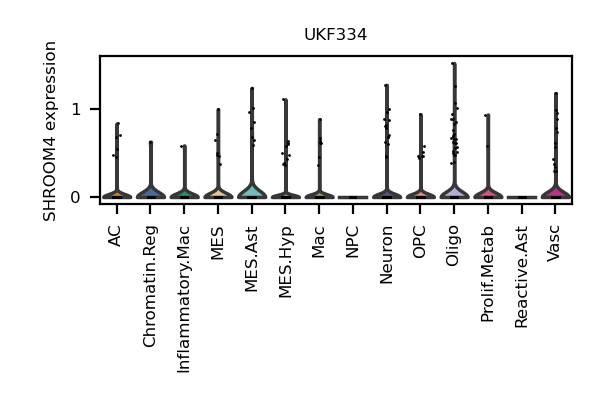 UKF334
SHROOM4 expression
1
0
AC
Chromatin.Reg
Inflammatory.Mac
MES
MES.Ast
MES.Hyp
Mac
NPC
Neuron
OPC
Oligo
Prolif.Metab
Reactive.Ast
Vasc